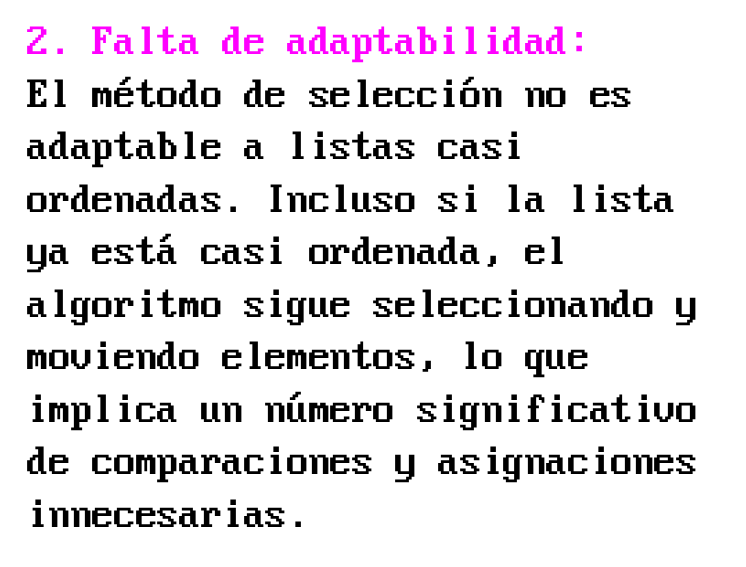 2. Falta de adaptabilidad:
El método de selección no es
adaptable a listas casi
ordenadas. Incluso si la lista
ya está casi ordenada, el
algoritmo sigue seleccionando y
moviendo elementos, lo que
implica un número significativo
de comparaciones y asignaciones
innecesarias.